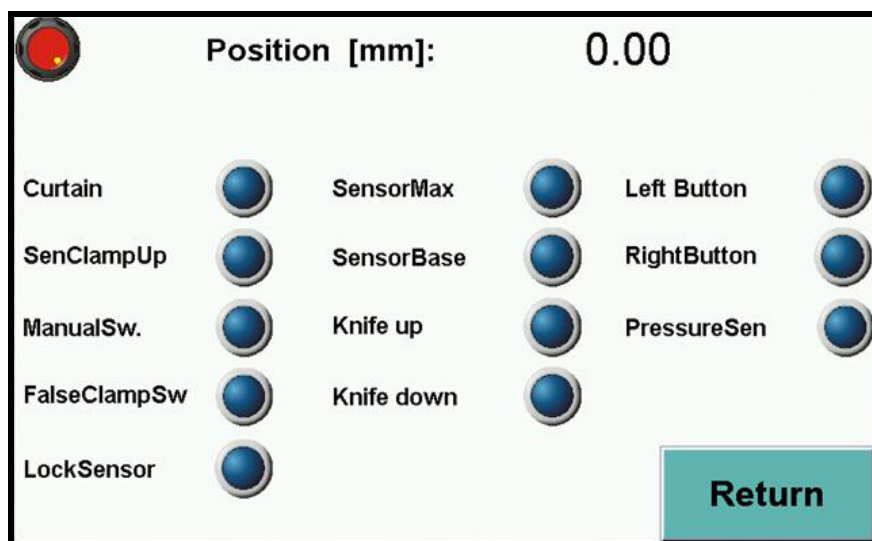 Position [mm]: 0.00
Curtain SensorMax Left Button
SenClampUp SensorBase RightButton
ManualSw. Knife up PressureSen
FalseClampSw Knife down
LockSensor
Return